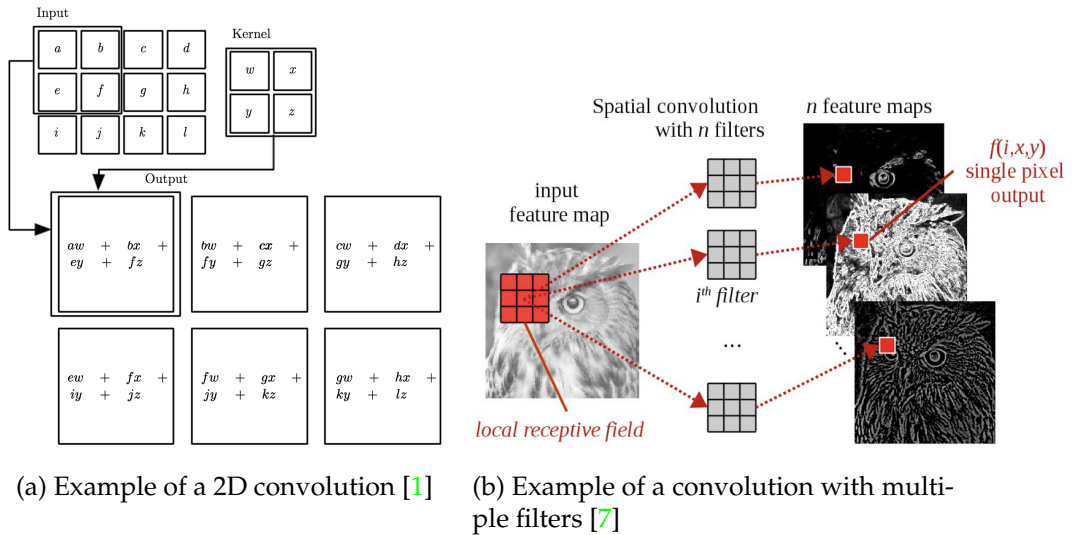 Input
Kernel
a b c d
w x
e f g h
y z
i j k l
Output
aw + bx +
ey + fz
bw + cx +
fy + gz
cw + dx +
gy + hz
ew + fx +
iy + jz
fw + gx +
jy + kz
gw + hx +
ky + lz
(a) Example of a 2D convolution [1]
Spatial convolution
with n filters
n feature maps
f(i,x,y)
single pixel
output
input
feature map
ith filter
...
...
local receptive field
(b) Example of a convolution with multi-
ple filters [7]